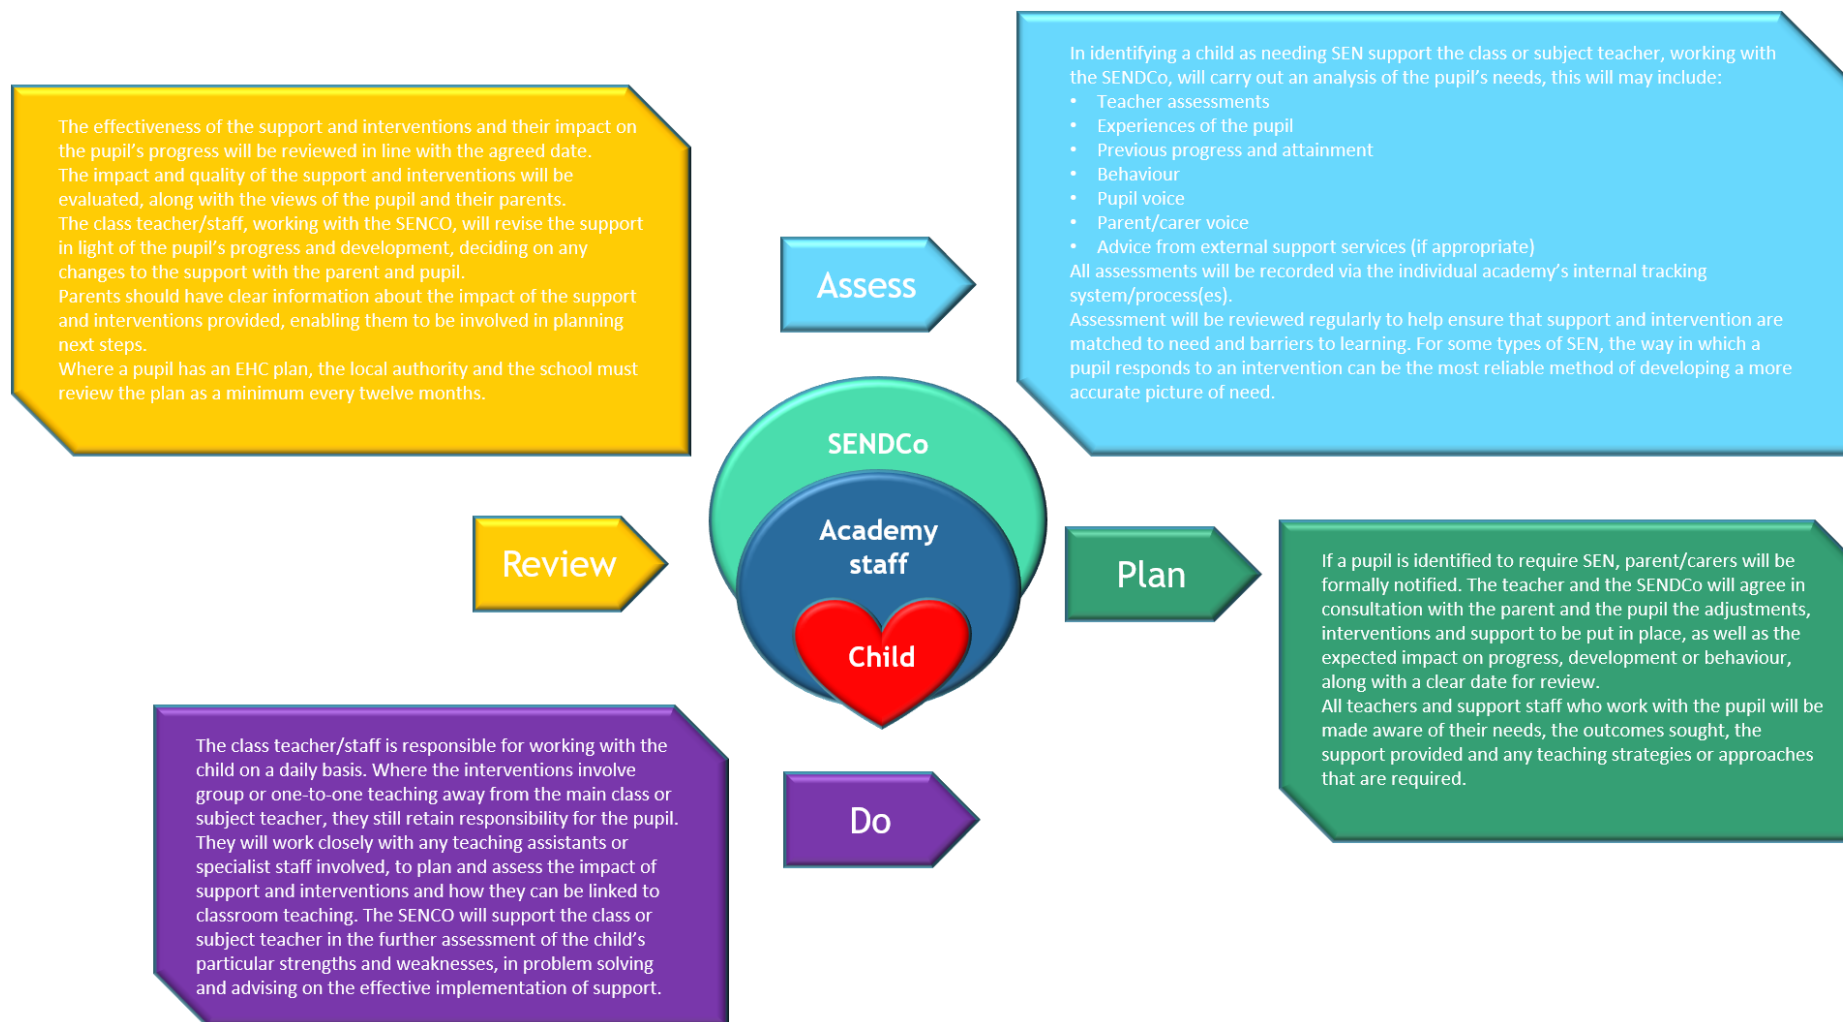 In identifying a child as needing SEN support the class or subject teacher, working with
the SENDCo, will carry out an analysis of the pupil’s needs, this will may include:
• Teacher assessments
• Experiences of the pupil
• Previous progress and attainment
• Behaviour
• Pupil voice
• Parent/carer voice
• Advice from external support services (if appropriate)
All assessments will be recorded via the individual academy’s internal tracking
system/process(es).
Assessment will be reviewed regularly to help ensure that support and intervention are
matched to need and barriers to learning. For some types of SEN, the way in which a
pupil responds to an intervention can be the most reliable method of developing a more
accurate picture of need.
The effectiveness of the support and interventions and their impact on
the pupil’s progress will be reviewed in line with the agreed date.
The impact and quality of the support and interventions will be
evaluated, along with the views of the pupil and their parents.
The class teacher/staff, working with the SENCO, will revise the support
in light of the pupil’s progress and development, deciding on any
changes to the support with the parent and pupil.
Parents should have clear information about the impact of the support
and interventions provided, enabling them to be involved in planning
next steps.
Where a pupil has an EHC plan, the local authority and the school must
review the plan as a minimum every twelve months.
Assess
SENDCo
Academy
staff
Child
Review
Plan
If a pupil is identified to require SEN, parent/carers will be
formally notified. The teacher and the SENDCo will agree in
consultation with the parent and the pupil the adjustments,
interventions and support to be put in place, as well as the
expected impact on progress, development or behaviour,
along with a clear date for review.
All teachers and support staff who work with the pupil will be
made aware of their needs, the outcomes sought, the
support provided and any teaching strategies or approaches
that are required.
The class teacher/staff is responsible for working with the
child on a daily basis. Where the interventions involve
group or one-to-one teaching away from the main class or
subject teacher, they still retain responsibility for the pupil.
They will work closely with any teaching assistants or
specialist staff involved, to plan and assess the impact of
support and interventions and how they can be linked to
classroom teaching. The SENCO will support the class or
subject teacher in the further assessment of the child’s
particular strengths and weaknesses, in problem solving
and advising on the effective implementation of support.
Do